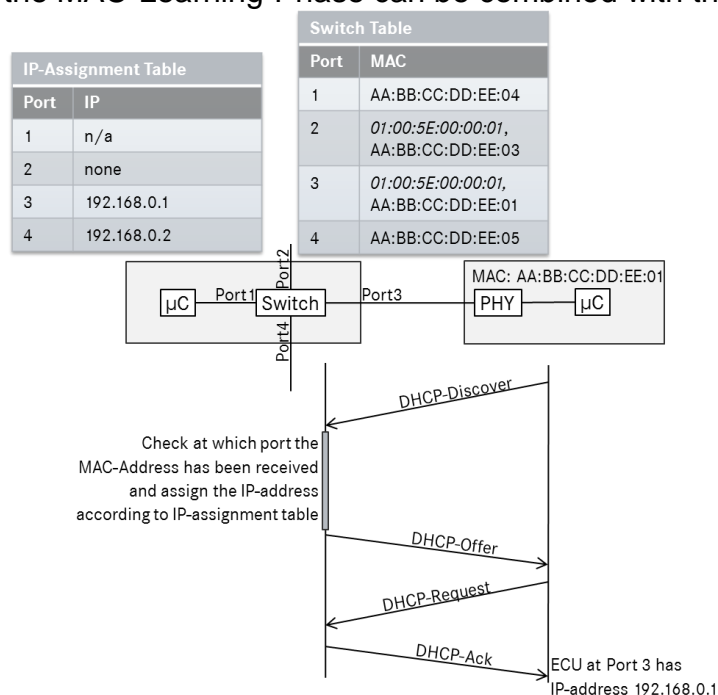 the MAC-Learning Phase can be combined with th
IP-Assignment Table
Port IP
1 n/a
2 none
3 192.168.0.1
4 192.168.0.2
Switch Table
Port MAC
1 AA:BB:CC:DD:EE:04
2 01:00:5E:00:00:01,
AA:BB:CC:DD:EE:03
3 01:00:5E:00:00:01,
AA:BB:CC:DD:EE:01
4 AA:BB:CC:DD:EE:05
Port2
µC
Port1
Switch
Port3
Port4
MAC: AA:BB:CC:DD:EE:01
PHY
µC
DHCP-Discover
Check at which port the
MAC-Address has been received
and assign the IP-address
according to IP-assignment table
DHCP-Offer
DHCP-Request
DHCP-Ack
ECU at Port 3 has
IP-address 192.168.0.1